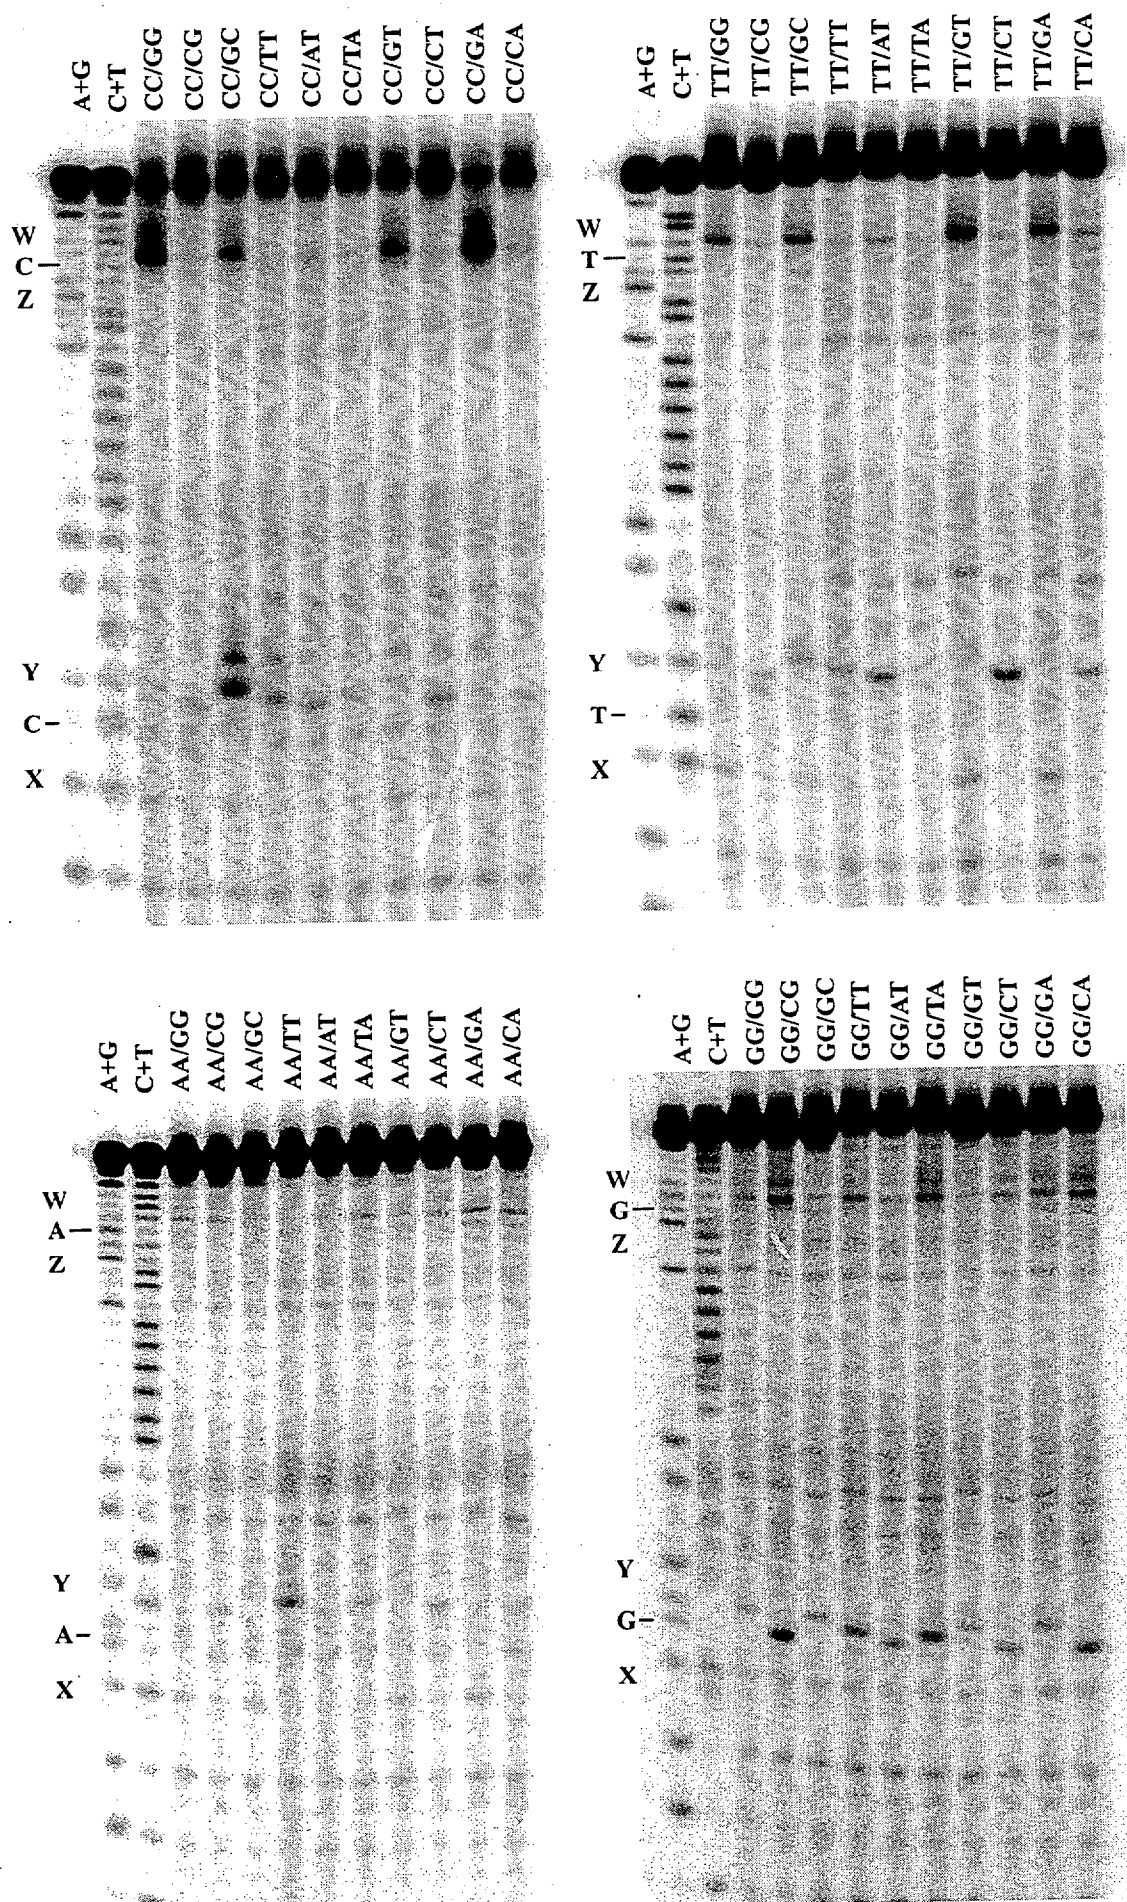 A+G C+T CC/GG CC/CG CC/GC CC/TT CC/AT CC/TA CC/GT CC/CT CC/GA CC/CA
W
C
Z
Y
C
X
A+G C+T TT/GG TT/CG TT/GC TT/TT TT/AT TT/TA TT/GT TT/CT TT/GA TT/CA
W
T
Z
Y
T
X
A+G C+T AA/GG AA/CG AA/GC AA/TT AA/AT AA/TA AA/GT AA/CT AA/GA AA/CA
W
A
Z
Y
A
X
A+G C+T GG/GG GG/CG GG/GC GG/TT GG/AT GG/TA GG/GT GG/CT GG/GA GG/CA
W
G
Z
Y
G
X